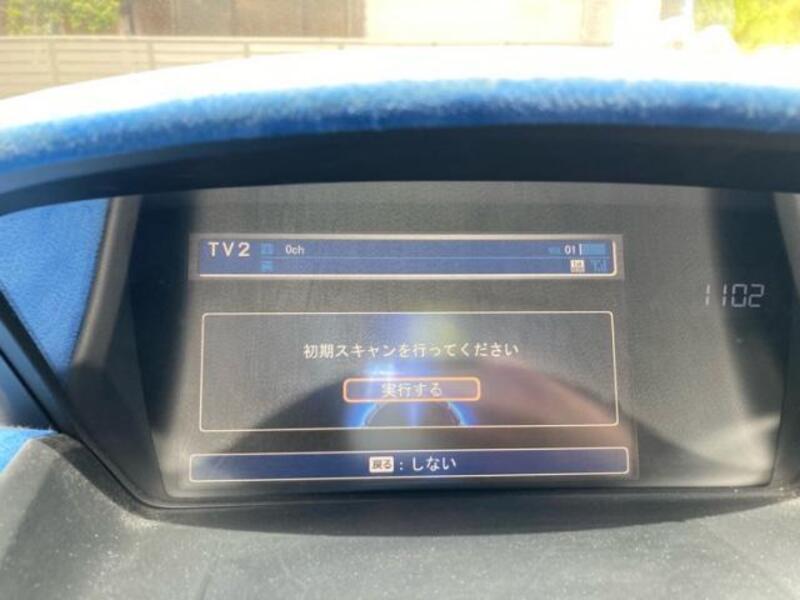 TV2 0ch 01
1102
初期スキャンを行ってください
実行する
戻る : しない